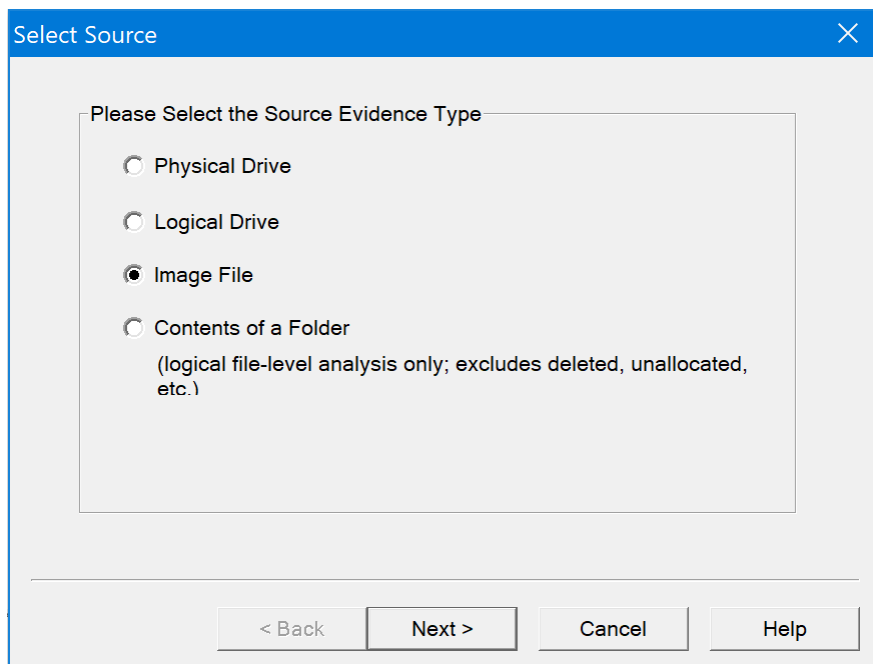 Select Source
Please Select the Source Evidence Type
Physical Drive
Logical Drive
Image File
Contents of a Folder
(logical file-level analysis only; excludes deleted, unallocated,
etc.)
< Back
Next >
Cancel
Help